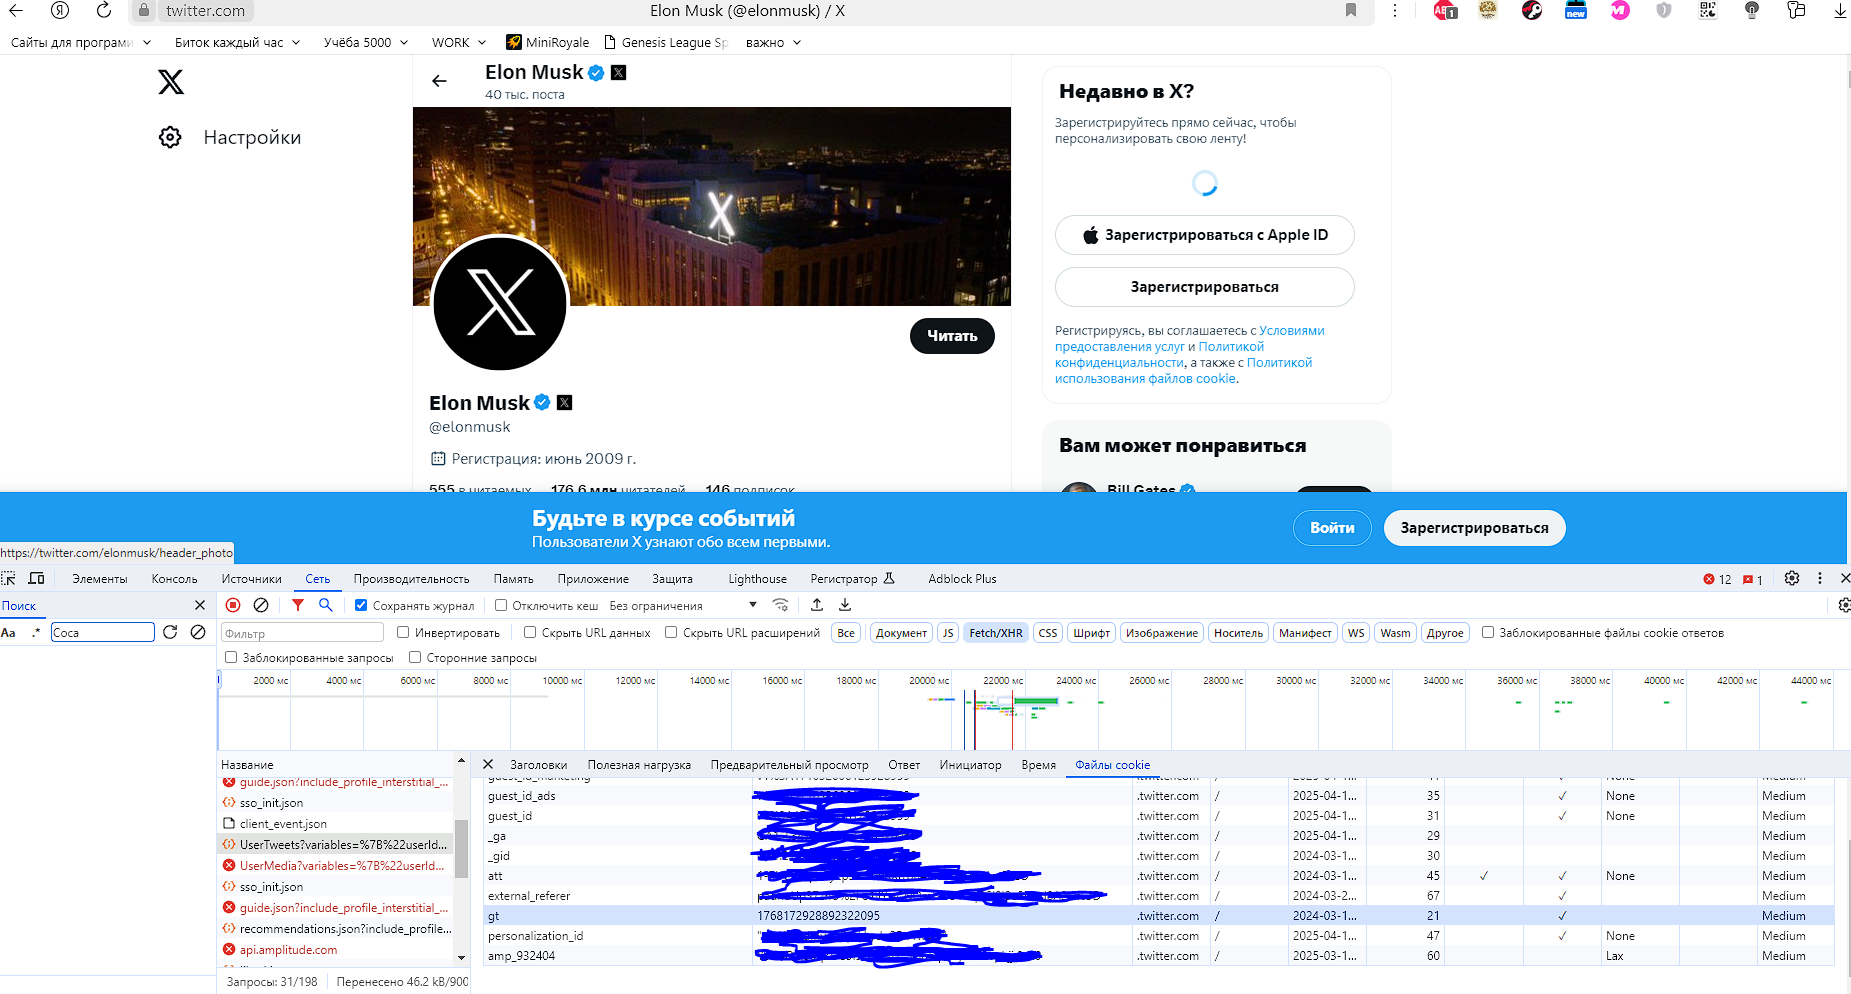 twitter.com
Elon Musk (@elonmusk) / X
Сайты для програми
Биток каждый час
Учёба 5000
WORK
MiniRoyale
Genesis League Sp
важно
Elon Musk
40 тыс. поста
Настройки
Читать
Elon Musk
@elonmusk
Регистрация: июнь 2009 г.
555 в читаемых 176,6 млн читателей 146 подписок
Недавно в X?
Зарегистрируйтесь прямо сейчас, чтобы
персонализировать свою ленту!
Зарегистрироваться с Apple ID
Зарегистрироваться
Регистрируясь, вы соглашаетесь с Условиями
предоставления услуг и Политикой
конфиденциальности, а также с Политикой
использования файлов cookie.
Вам может понравиться
Bill Gates
Будьте в курсе событий
Пользователи X узнают обо всем первыми.
Войти
Зарегистрироваться
https://twitter.com/elonmusk/header_photo
Элементы Консоль Источники Сеть Производительность Память Приложение Защита Lighthouse Регистратор Adblock Plus
12 1
Поиск
Сохранять журнал Отключить кеш Без ограничения
Aa .* Coca
Фильтр Инвертировать Скрыть URL данных Скрыть URL расширений Все Документ JS Fetch/XHR CSS Шрифт Изображение Носитель Манифест WS Wasm Другое Заблокированные файлы cookie ответов
Заблокированные запросы Сторонние запросы
2000 мс 4000 мс 6000 мс 8000 мс 10000 мс 12000 мс 14000 мс 16000 мс 18000 мс 20000 мс 22000 мс 24000 мс 26000 мс 28000 мс 30000 мс 32000 мс 34000 мс 36000 мс 38000 мс 40000 мс 42000 мс 44000 мс
Название
guide.json?include_profile_interstitial_...
sso_init.json
client_event.json
UserTweets?variables=%7B%22userId...
UserMedia?variables=%7B%22userId...
sso_init.json
guide.json?include_profile_interstitial_...
recommendations.json?include_profile...
api.amplitude.com
Запросы: 31/198 Перенесено 46.2 kB/900
Заголовки Полезная нагрузка Предварительный просмотр Ответ Инициатор Время Файлы cookie
guest_id_marketing .twitter.com / None Medium
guest_id_ads .twitter.com / 2025-04-1... 35 ✓ None Medium
guest_id .twitter.com / 2025-04-1... 31 ✓ None Medium
_ga .twitter.com / 2025-04-1... 29 Medium
_gid .twitter.com / 2024-03-1... 30 Medium
att .twitter.com / 2024-03-1... 45 ✓ ✓ None Medium
external_referer .twitter.com / 2024-03-2... 67 ✓ Medium
gt 1768172928892322095 .twitter.com / 2024-03-1... 21 ✓ Medium
personalization_id .twitter.com / 2025-04-1... 47 ✓ None Medium
amp_932404 .twitter.com / 2025-03-1... 60 Lax Medium